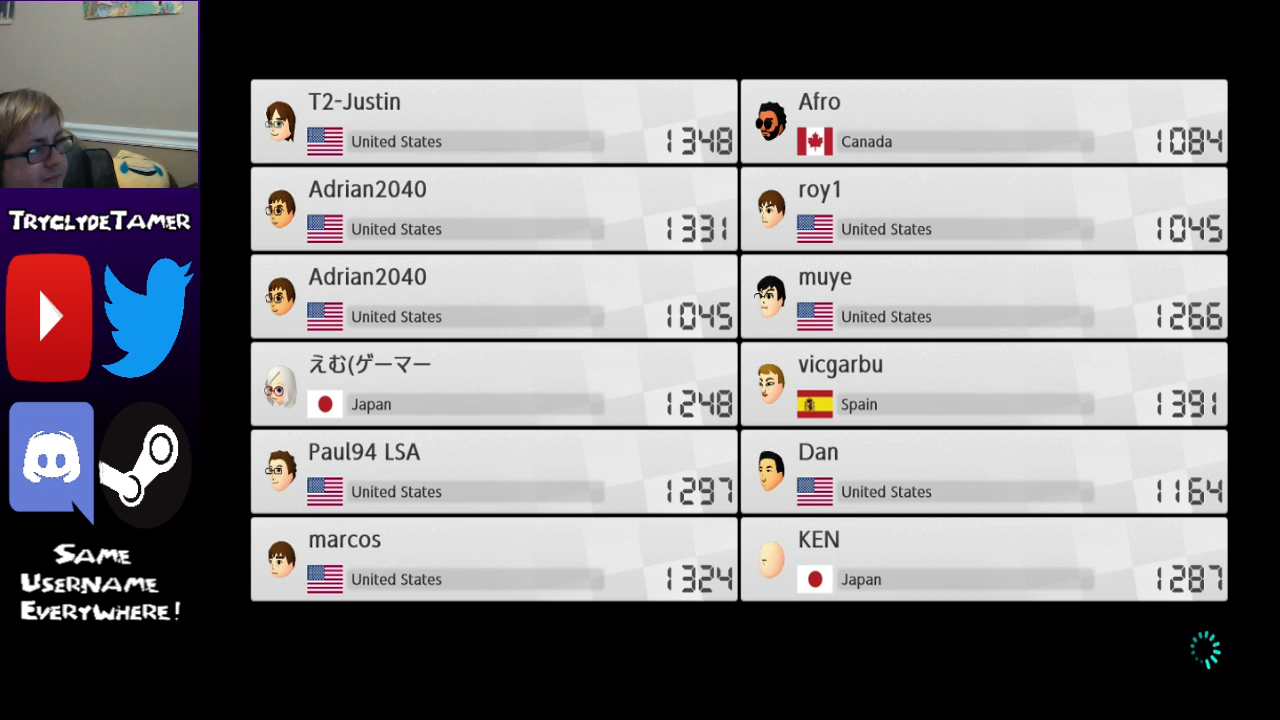 TRYCLYDETAMER
SAME
USERNAME
EVERYWHERE!
T2-Justin
United States 1348
Adrian2040
United States 1331
Adrian2040
United States 1045
えむ(ゲーマー
Japan 1248
Paul94 LSA
United States 1297
marcos
United States 1324
Afro
Canada 1084
roy1
United States 1045
muye
United States 1266
vicgarbu
Spain 1391
Dan
United States 1164
KEN
Japan 1287